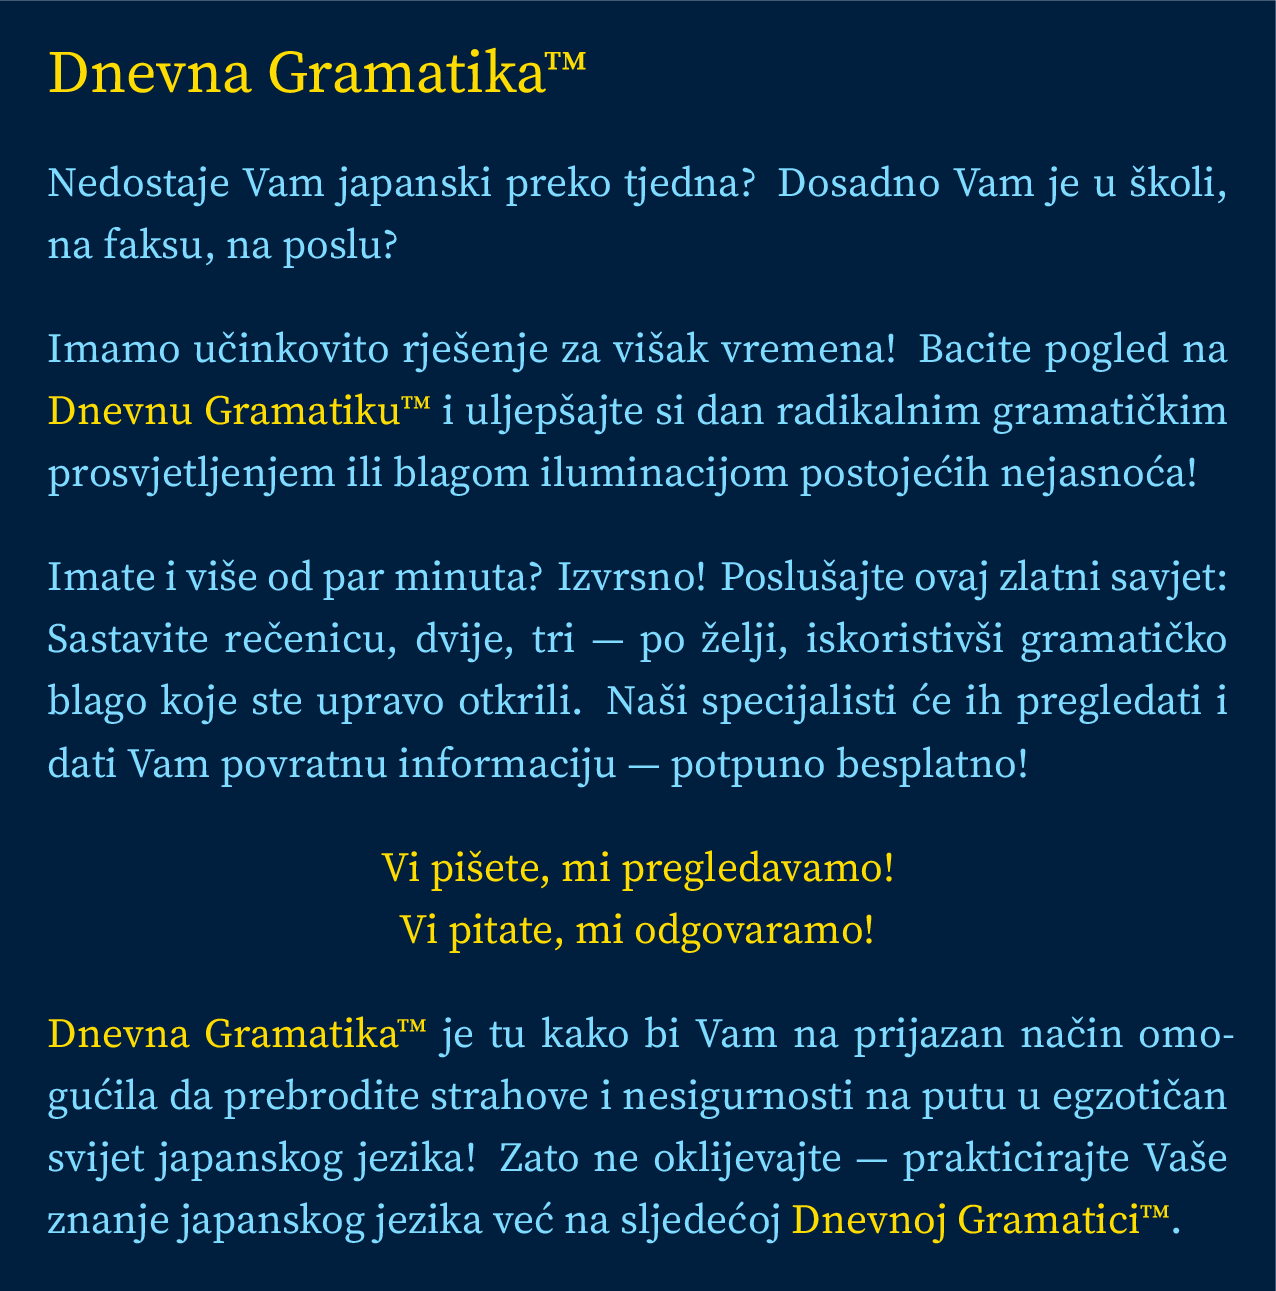 Dnevna Gramatika™
Nedostaje Vam japanski preko tjedna? Dosadno Vam je u školi,
na faksu, na poslu?
Imamo učinkovito rješenje za višak vremena! Bacite pogled na
Dnevnu Gramatiku™ i uljepšajte si dan radikalnim gramatičkim
prosvjetljenjem ili blagom iluminacijom postojećih nejasnoća!
Imate i više od par minuta? Izvrsno! Poslušajte ovaj zlatni savjet:
Sastavite rečenicu, dvije, tri — po želji, iskoristivši gramatičko
blago koje ste upravo otkrili. Naši specijalisti će ih pregledati i
dati Vam povratnu informaciju — potpuno besplatno!
Vi pišete, mi pregledavamo!
Vi pitate, mi odgovaramo!
Dnevna Gramatika™ je tu kako bi Vam na prijazan način omo-
gućila da prebrodite strahove i nesigurnosti na putu u egzotičan
svijet japanskog jezika! Zato ne oklijevajte — prakticirajte Vaše
znanje japanskog jezika već na sljedećoj Dnevnoj Gramatici™.